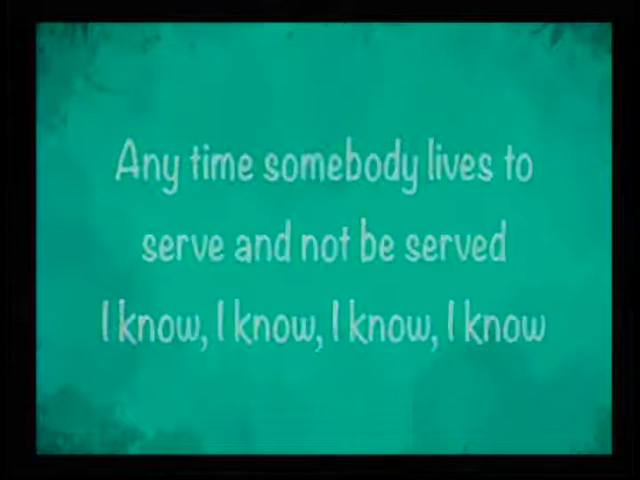 Any time somebody lives to
serve and not be served
I know, I know, I know, I know